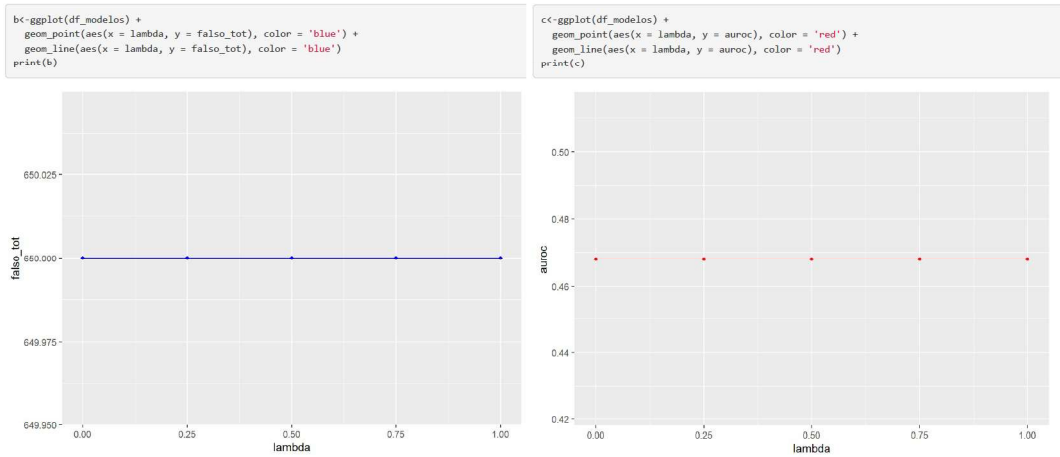 b<-ggplot(df_modelos) +
geom_point(aes(x = lambda, y = falso_tot), color = 'blue') +
geom_line(aes(x = lambda, y = falso_tot), color = 'blue')
print(b)
650.025
660.000
649.975
649.950
falso_tot
0.00 0.25 0.50 0.75 1.00
lambda
c<-ggplot(df_modelos) +
geom_point(aes(x = lambda, y = auroc), color = 'red') +
geom_line(aes(x = lambda, y = auroc), color = 'red')
print(c)
0.50
0.48
0.46
0.44
0.42
auroc
0.00 0.25 0.50 0.75 1.00
lambda